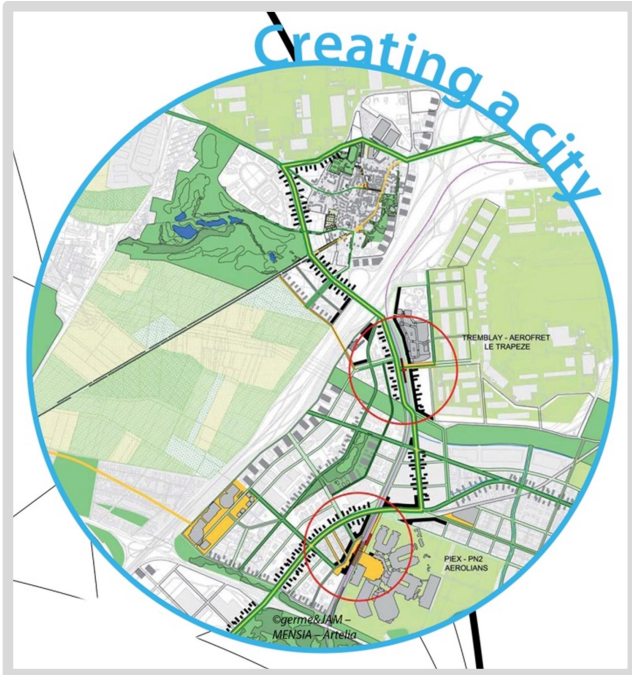 Creating a city
TREMBLAY - AEROFRET
LE TRAPEZE
PIEX - PN2
AEROLIANS
©germe&JAM –
MENSIA – Artelia